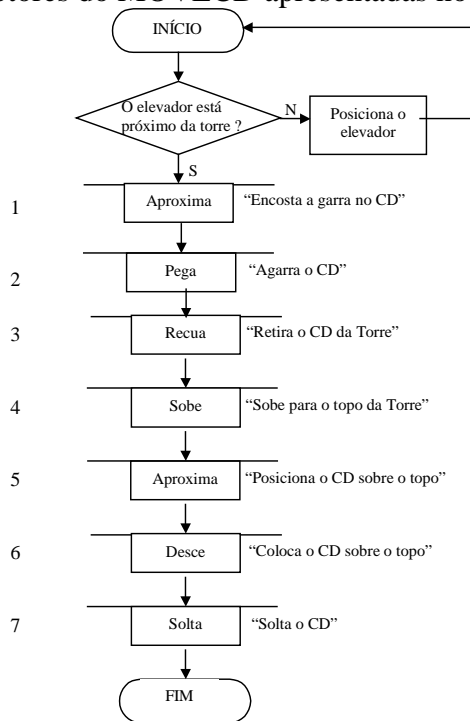 tores do MOVECD apresentadas no
INÍCIO
O elevador está
próximo da torre ?
N
Posiciona o
elevador
S
1 Aproxima “Encosta a garra no CD”
2 Pega “Agarra o CD”
3 Recua “Retira o CD da Torre”
4 Sobe “Sobe para o topo da Torre”
5 Aproxima “Posiciona o CD sobre o topo”
6 Desce “Coloca o CD sobre o topo”
7 Solta “Solta o CD”
FIM